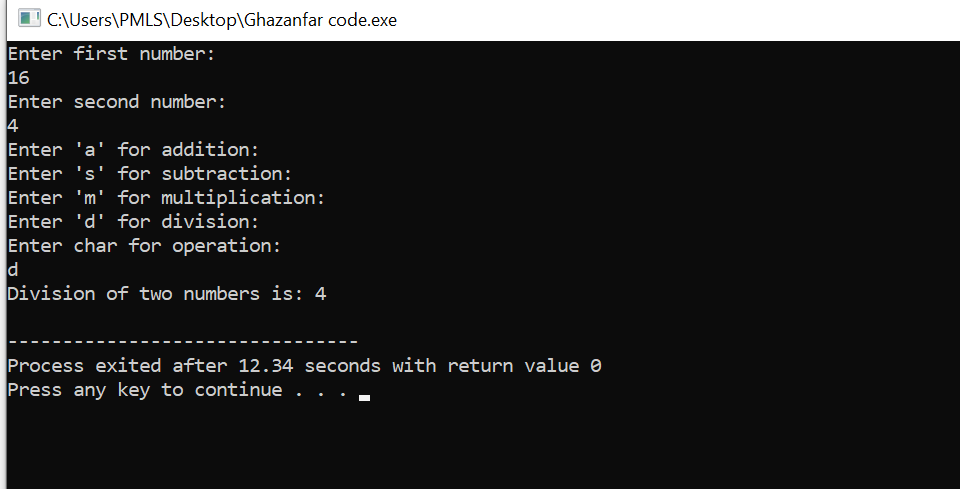 C:\Users\PMLS\Desktop\Ghazanfar code.exe
Enter first number:
16
Enter second number:
4
Enter 'a' for addition:
Enter 's' for subtraction:
Enter 'm' for multiplication:
Enter 'd' for division:
Enter char for operation:
d
Division of two numbers is: 4
--------------------------------
Process exited after 12.34 seconds with return value 0
Press any key to continue . . .